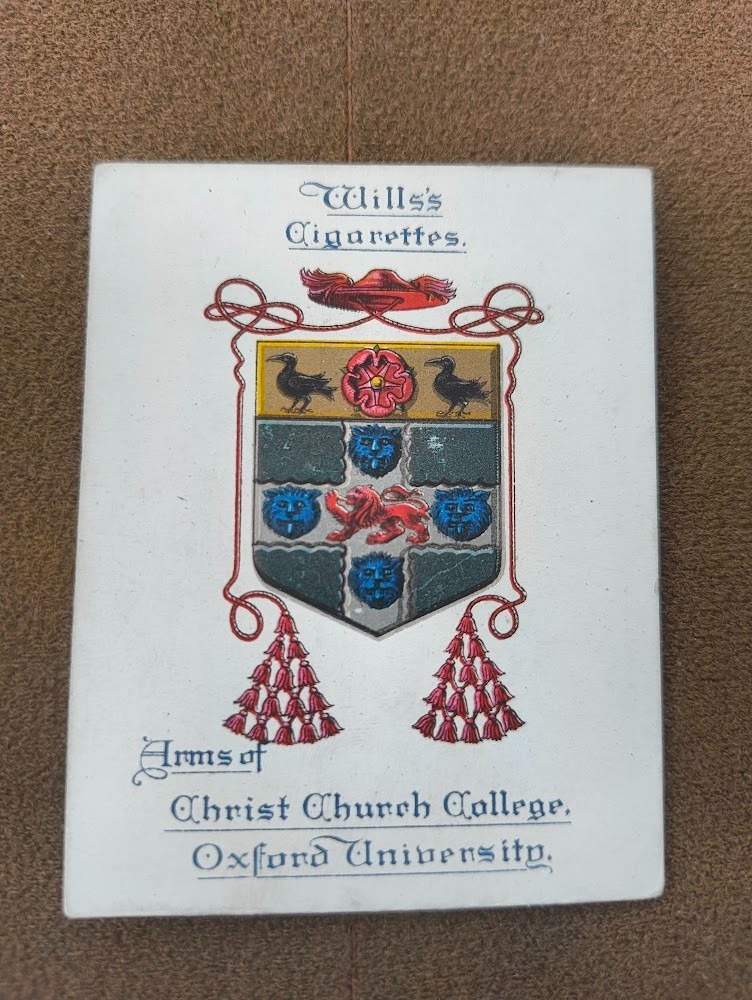 Wills's
Cigarettes.
Arms of
Christ Church College,
Oxford University.